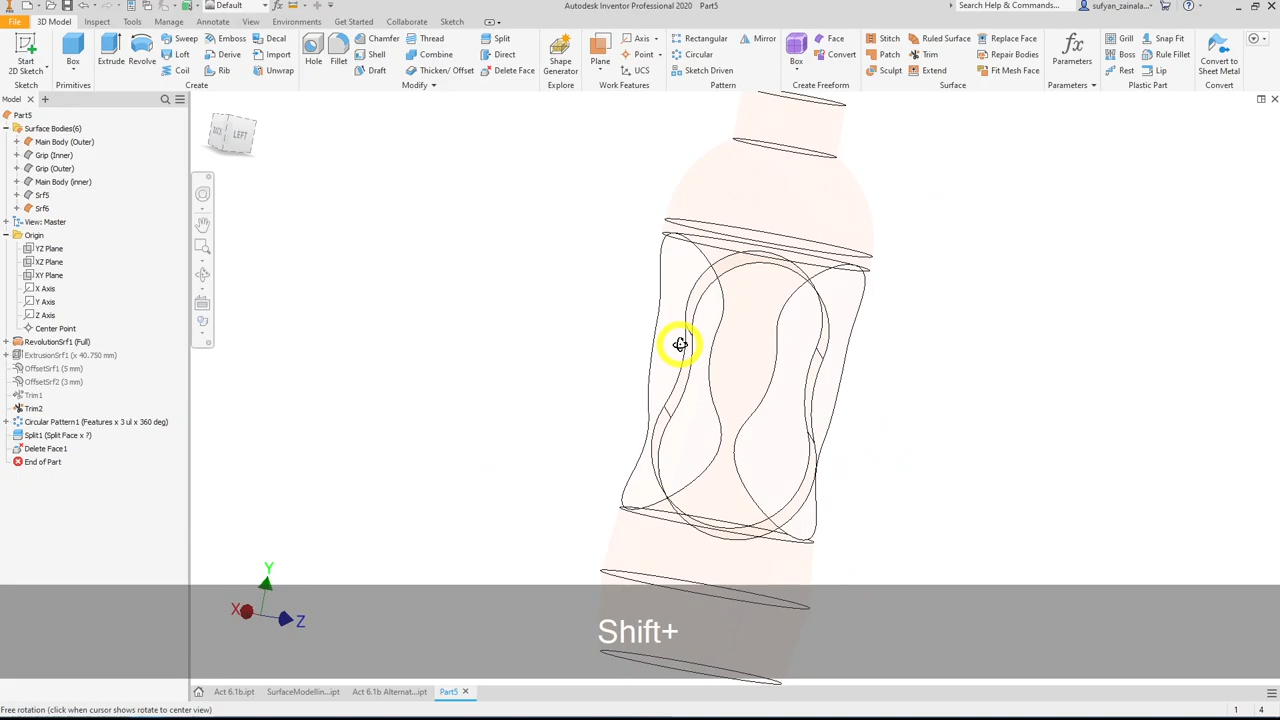 Default
Autodesk Inventor Professional 2020 Part5
Search Help & Commands...
sufyan_zainala...
File
3D Model
Sketch
Inspect
Tools
Manage
View
Environments
Get Started
Collaborate
Annotate
Start
2D Sketch
Box
Extrude
Revolve
Sweep
Loft
Coil
Emboss
Derive
Rib
Decal
Import
Unwrap
Hole
Fillet
Chamfer
Shell
Draft
Thread
Combine
Thicken/ Offset
Split
Direct
Delete Face
Shape
Generator
Plane
Axis
Point
UCS
Rectangular
Circular
Sketch Driven
Mirror
Box
Face
Convert
Stitch
Patch
Sculpt
Ruled Surface
Trim
Extend
Replace Face
Repair Bodies
Fit Mesh Face
Parameters
Grill
Boss
Rest
Snap Fit
Rule Fillet
Lip
Convert to
Sheet Metal
Sketch
Primitives
Create
Modify
Explore
Work Features
Pattern
Create Freeform
Surface
Parameters
Plastic Part
Convert
Model
Part5
Surface Bodies(6)
Main Body (Outer)
Grip (Inner)
Grip (Outer)
Main Body (inner)
Srf5
Srf6
View: Master
Origin
YZ Plane
XZ Plane
XY Plane
X Axis
Y Axis
Z Axis
Center Point
RevolutionSrf1 (Full)
ExtrusionSrf1 (x 40.750 mm)
OffsetSrf1 (5 mm)
OffsetSrf2 (3 mm)
Trim1
Trim2
Circular Pattern1 (Features x 3 ul x 360 deg)
Split1 (Split Face x ?)
Delete Face1
End of Part
LEFT
Y
X
Z
Shift+
Act 6.1b.ipt
SurfaceModellin...ipt
Act 6.1b Alternat...ipt
Part5
Free rotation (click when cursor shows rotate to center view)
1 4